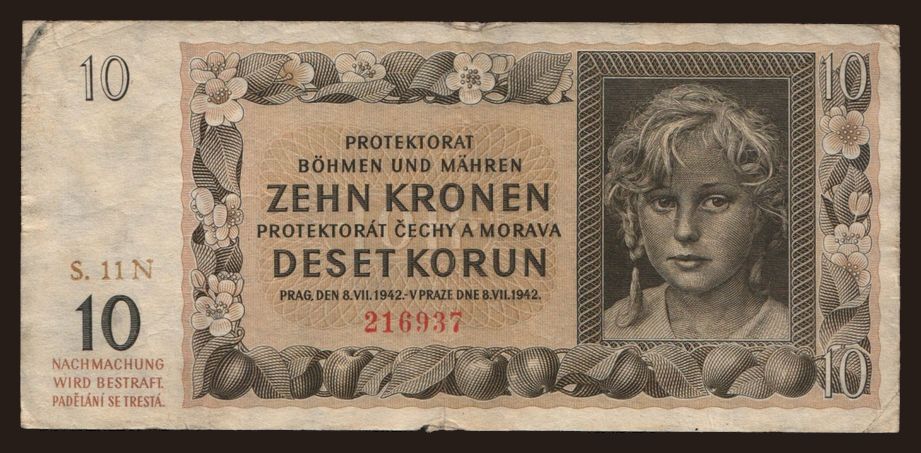 10
10
PROTEKTORAT
BÖHMEN UND MÄHREN
ZEHN KRONEN
PROTEKTORÁT ČECHY A MORAVA
DESET KORUN
PRAG, DEN 8.VII.1942.-V PRAZE DNE 8.VII.1942.
216937
S. 11 N
10
NACHMACHUNG
WIRD BESTRAFT.
PADĚLÁNÍ SE TRESTÁ.
10